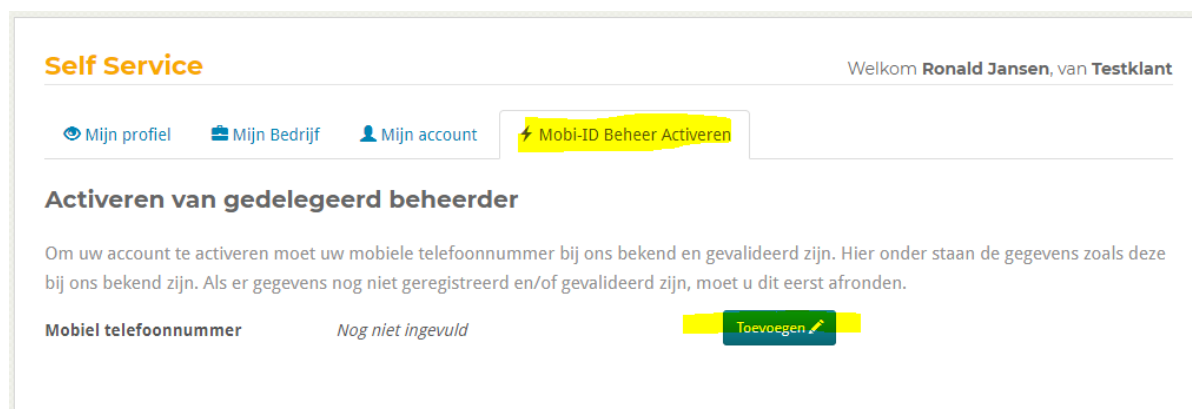 Self Service
Welkom Ronald Jansen, van Testklant
Mijn profiel Mijn Bedrijf Mijn account Mobi-ID Beheer Activeren
Activeren van gedelegeerd beheerder
Om uw account te activeren moet uw mobiele telefoonnummer bij ons bekend en gevalideerd zijn. Hier onder staan de gegevens zoals deze
bij ons bekend zijn. Als er gegevens nog niet geregistreerd en/of gevalideerd zijn, moet u dit eerst afronden.
Mobiel telefoonnummer Nog niet ingevuld Toevoegen